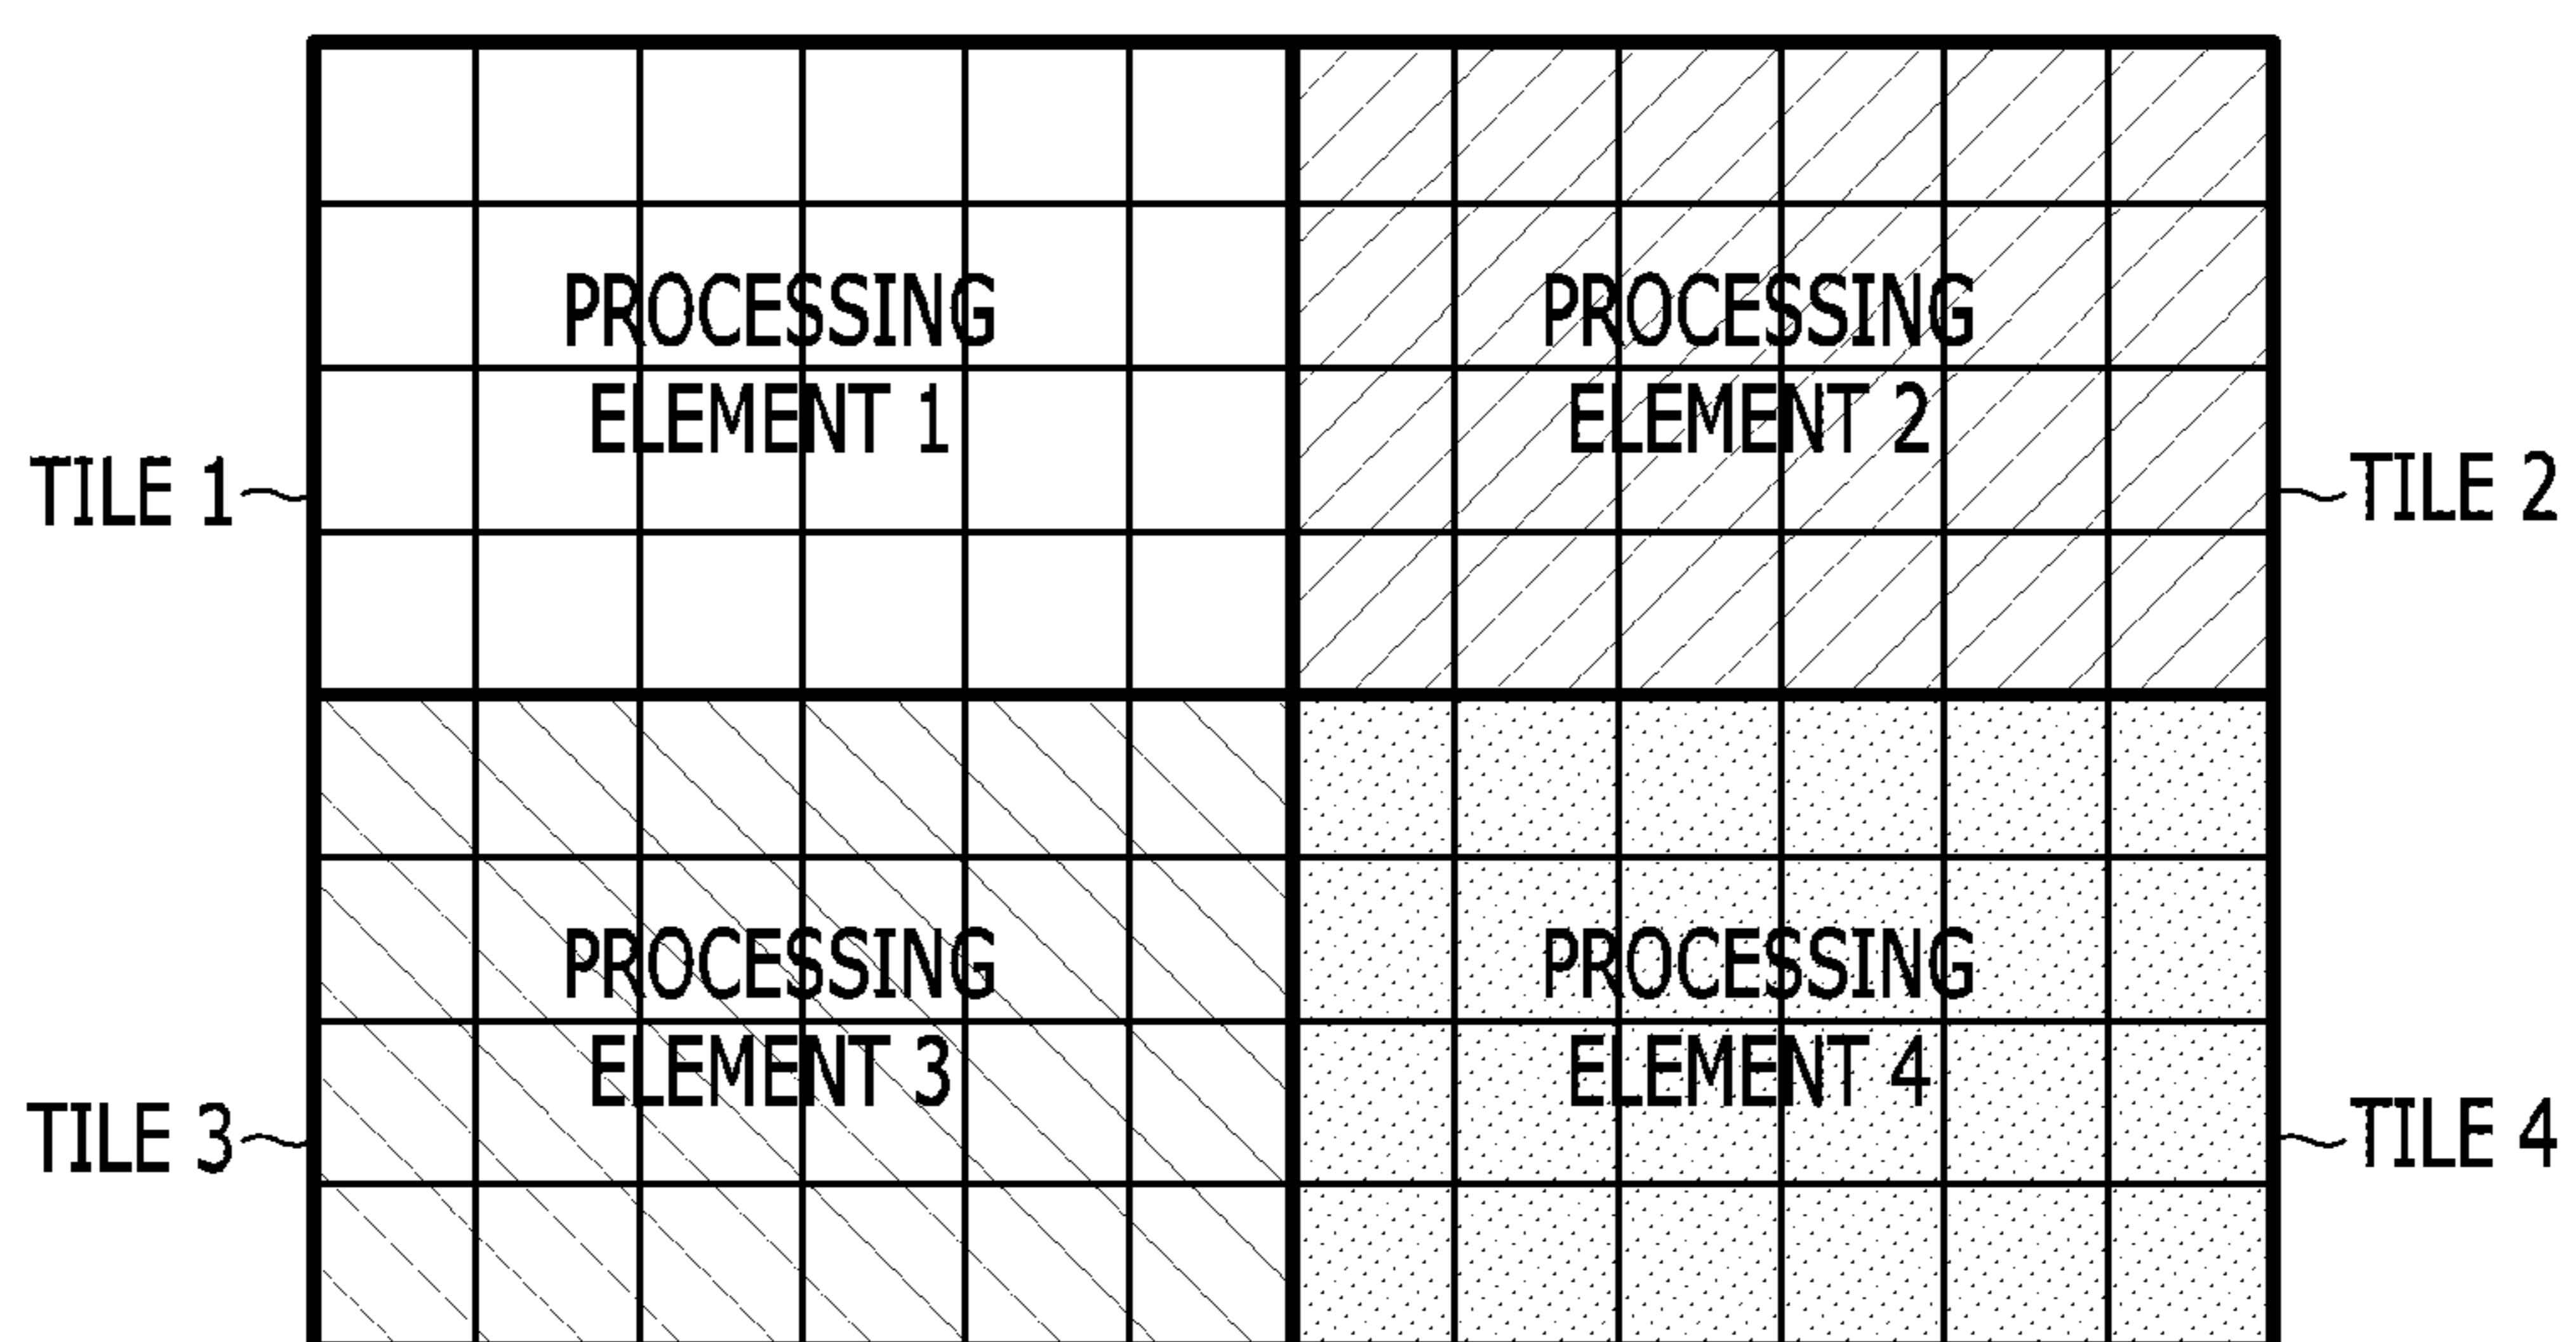 PROCESSING
ELEMENT 1
PROCESSING
ELEMENT 2
TILE 1
TILE 2
PROCESSING
ELEMENT 3
PROCESSING
ELEMENT 4
TILE 3
TILE 4